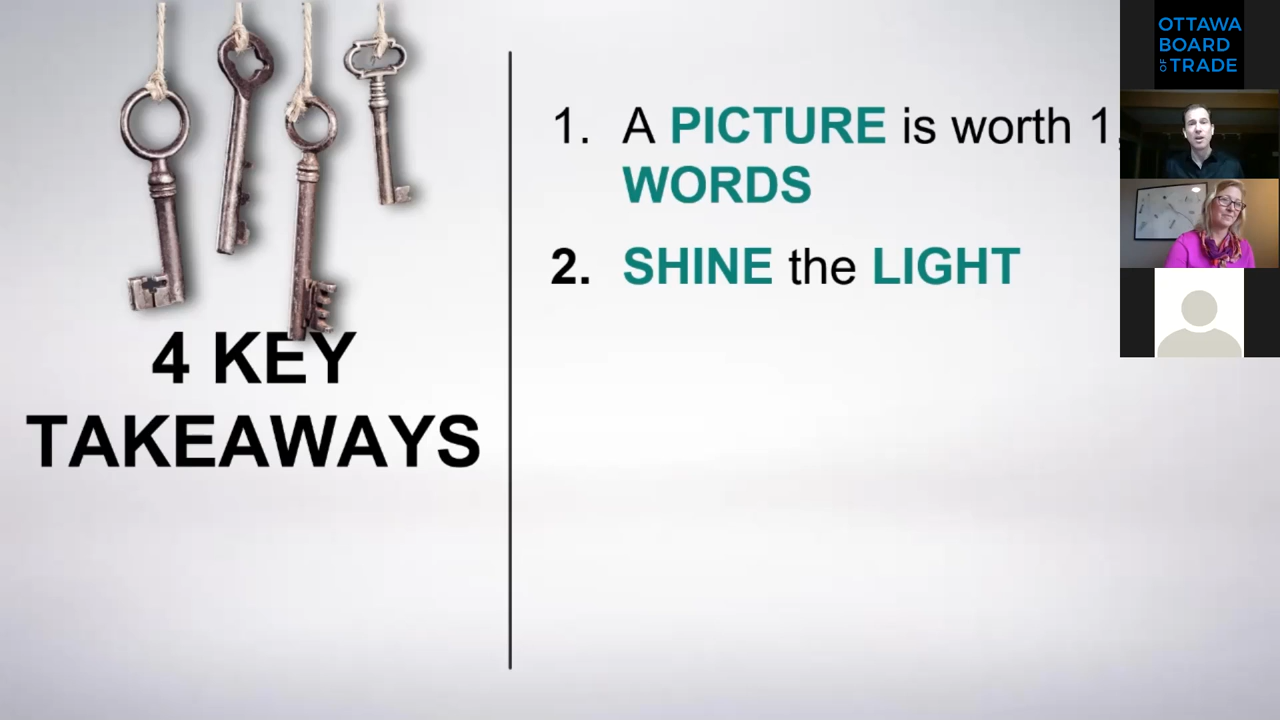 4 KEY
TAKEAWAYS
1. A PICTURE is worth 1,
WORDS
2. SHINE the LIGHT
OTTAWA
BOARD
OF TRADE